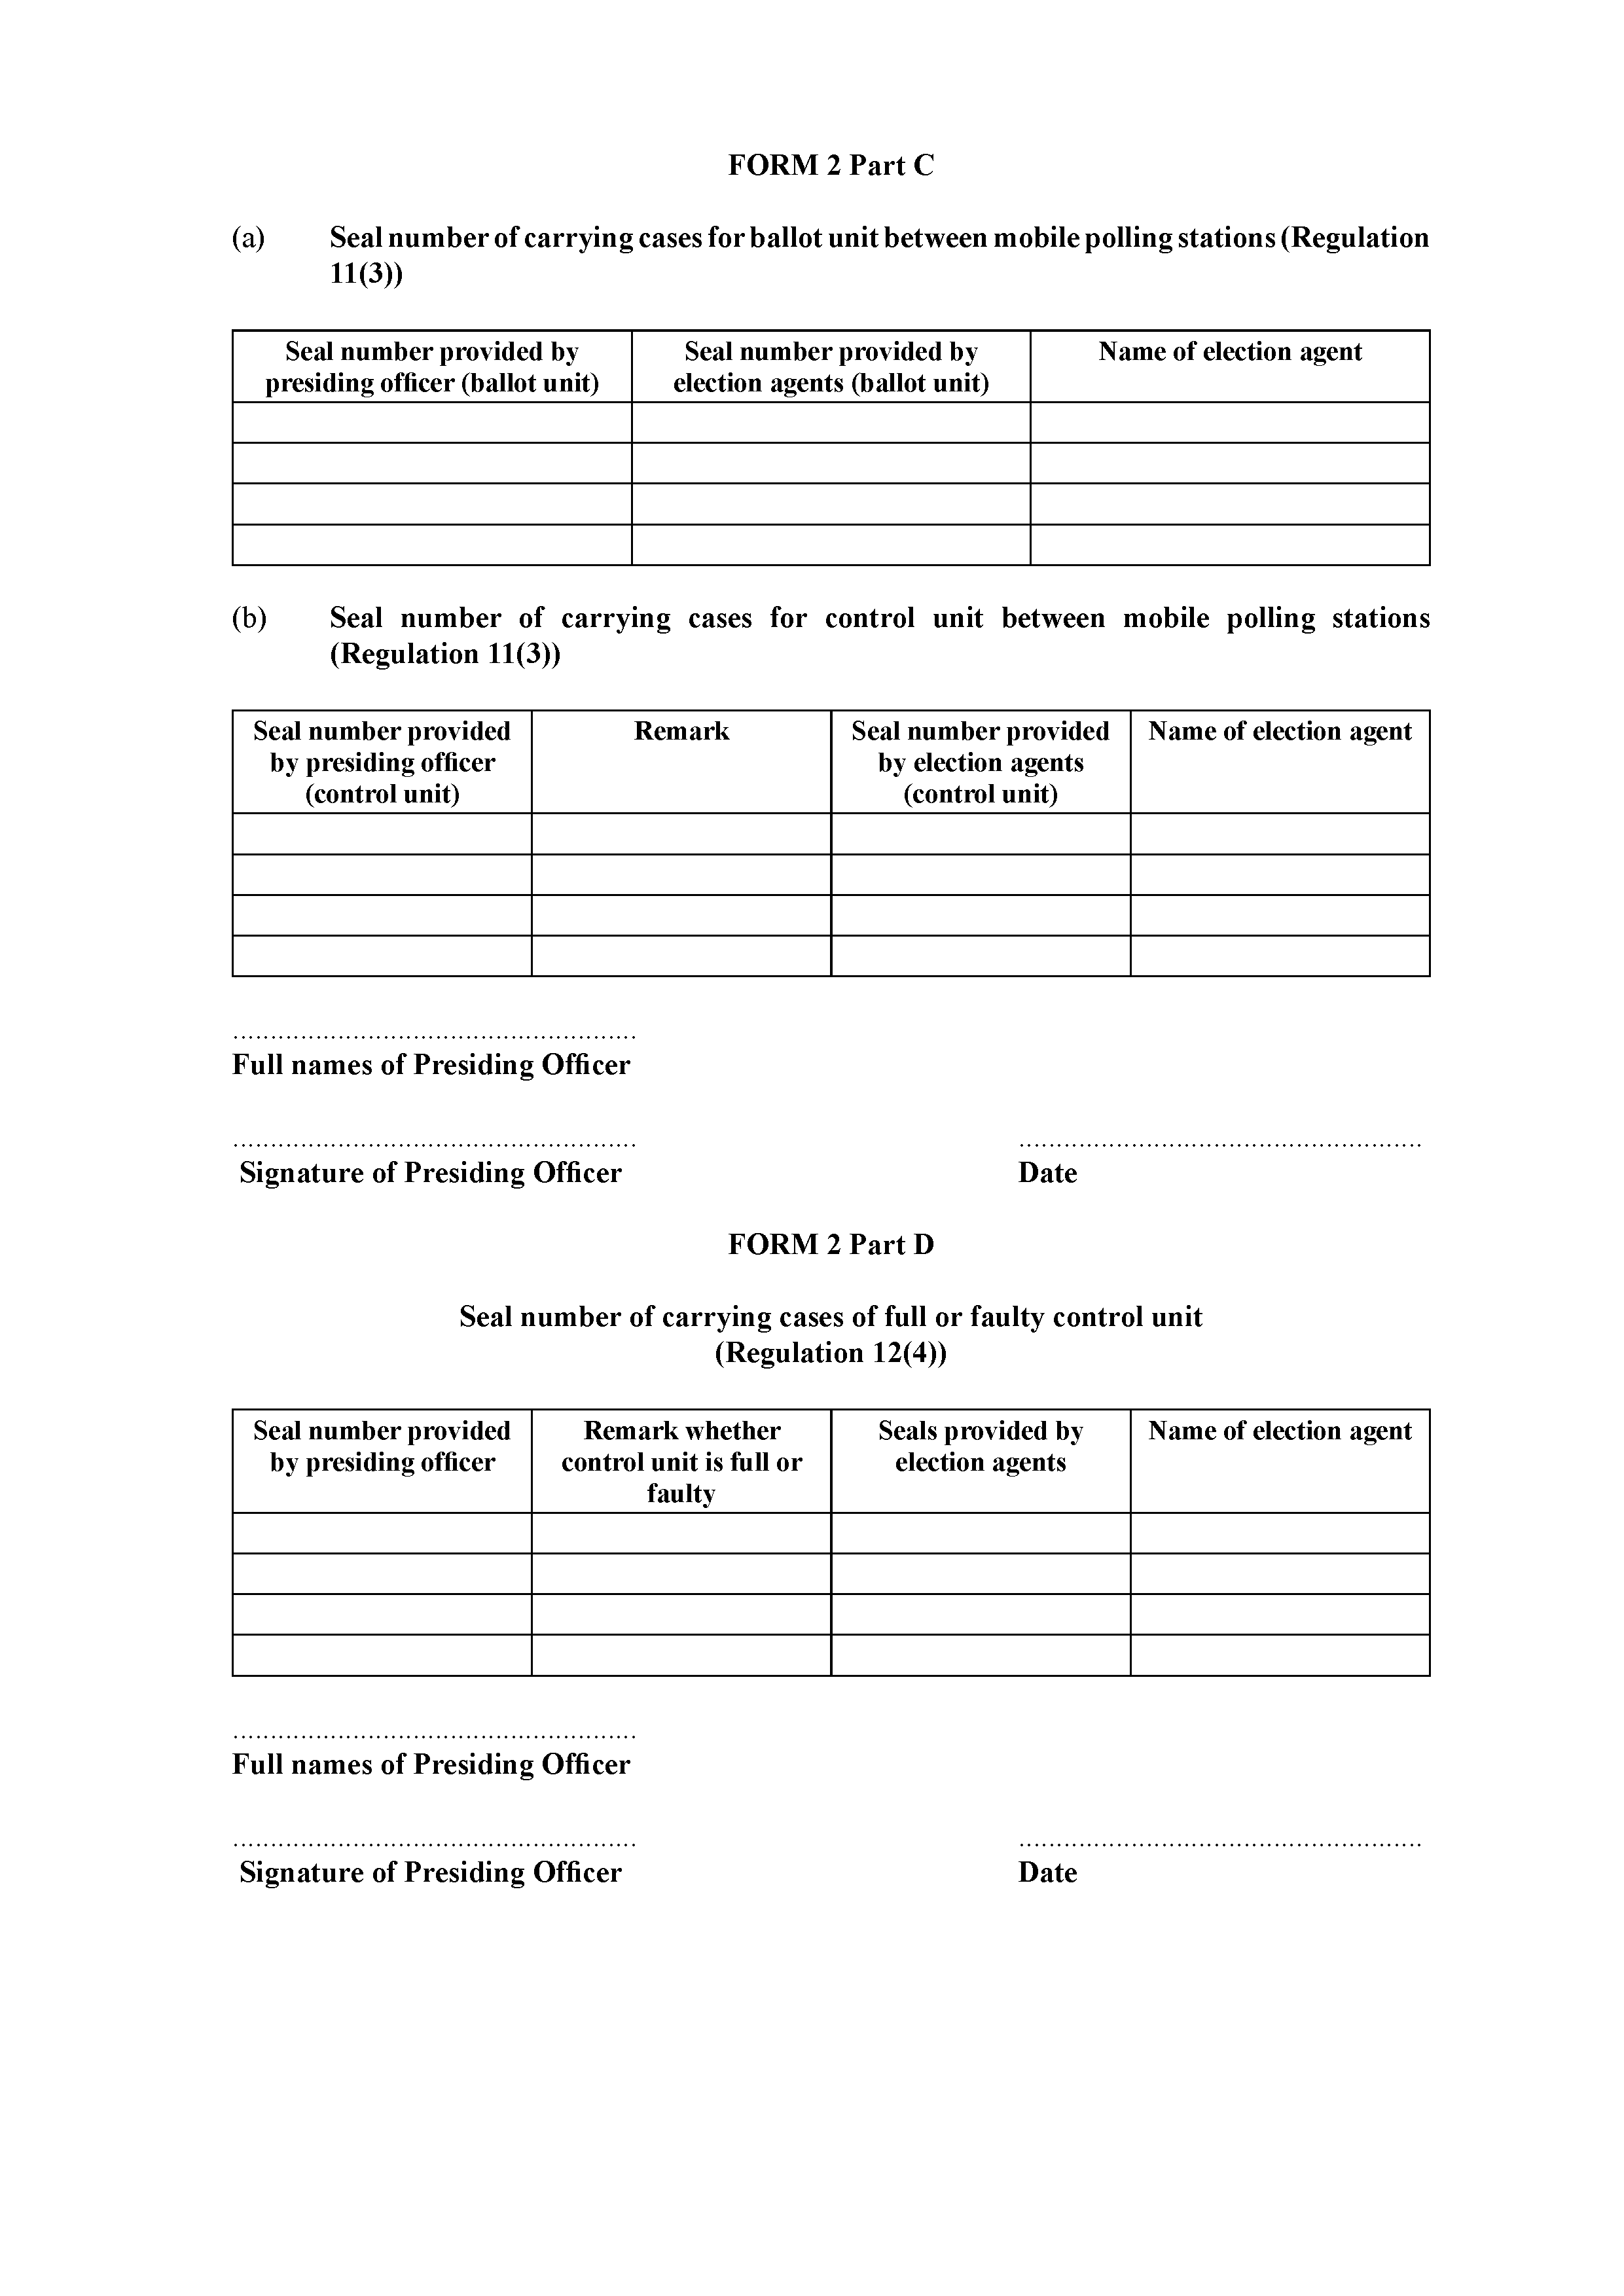 FORM 2 Part C
(a) Seal number of carrying cases for ballot unit between mobile polling stations (Regulation
11(3))
Seal number provided by
presiding officer (ballot unit)
Seal number provided by
election agents (ballot unit)
Name of election agent
(b) Seal number of carrying cases for control unit between mobile polling stations
(Regulation 11(3))
Seal number provided
by presiding officer
(control unit)
Remark
Seal number provided
by election agents
(control unit)
Name of election agent
......................................................
Full names of Presiding Officer
...................................................... ......................................................
Signature of Presiding Officer Date
FORM 2 Part D
Seal number of carrying cases of full or faulty control unit
(Regulation 12(4))
Seal number provided
by presiding officer
Remark whether
control unit is full or
faulty
Seals provided by
election agents
Name of election agent
......................................................
Full names of Presiding Officer
...................................................... ......................................................
Signature of Presiding Officer Date